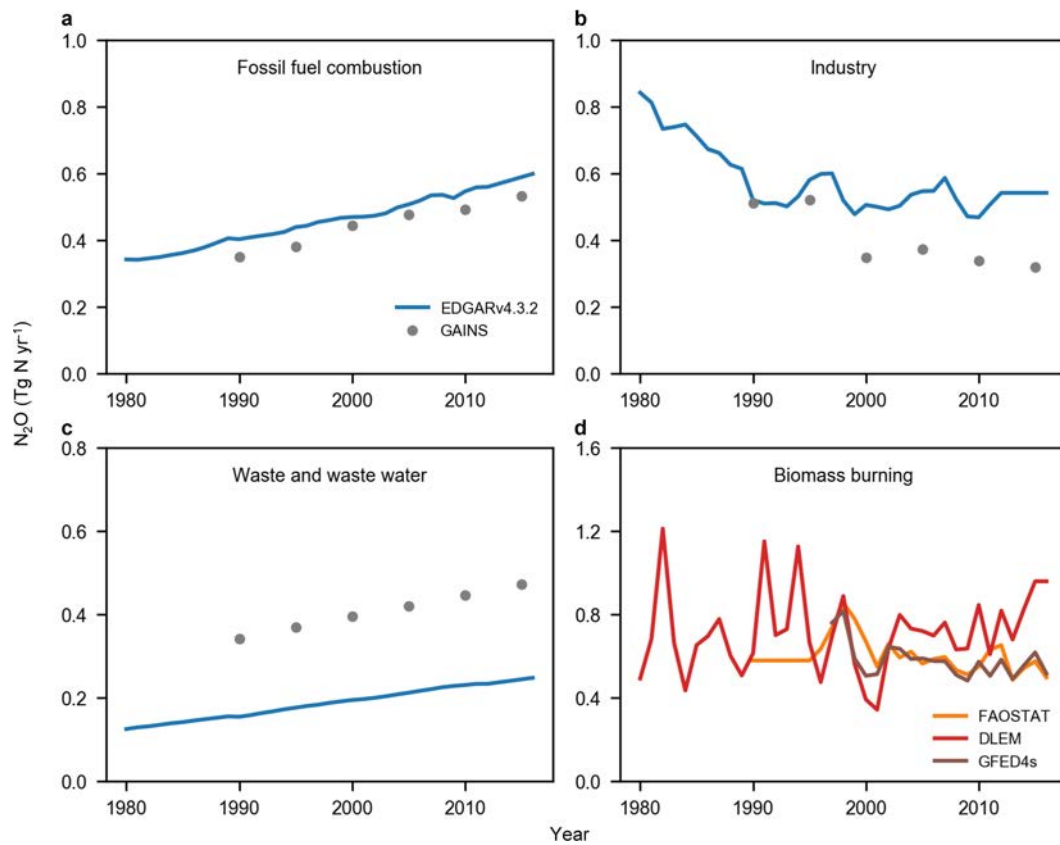 a
Fossil fuel combustion
1.0
0.8
0.6
0.4
0.2
0.0
EDGARv4.3.2
GAINS
1980 1990 2000 2010
b
Industry
1.0
0.8
0.6
0.4
0.2
0.0
1980 1990 2000 2010
N₂O (Tg N yr⁻¹)
c
Waste and waste water
0.8
0.6
0.4
0.2
0.0
1980 1990 2000 2010
d
Biomass burning
1.6
1.2
0.8
0.4
0.0
FAOSTAT
DLEM
GFED4s
1980 1990 2000 2010
Year